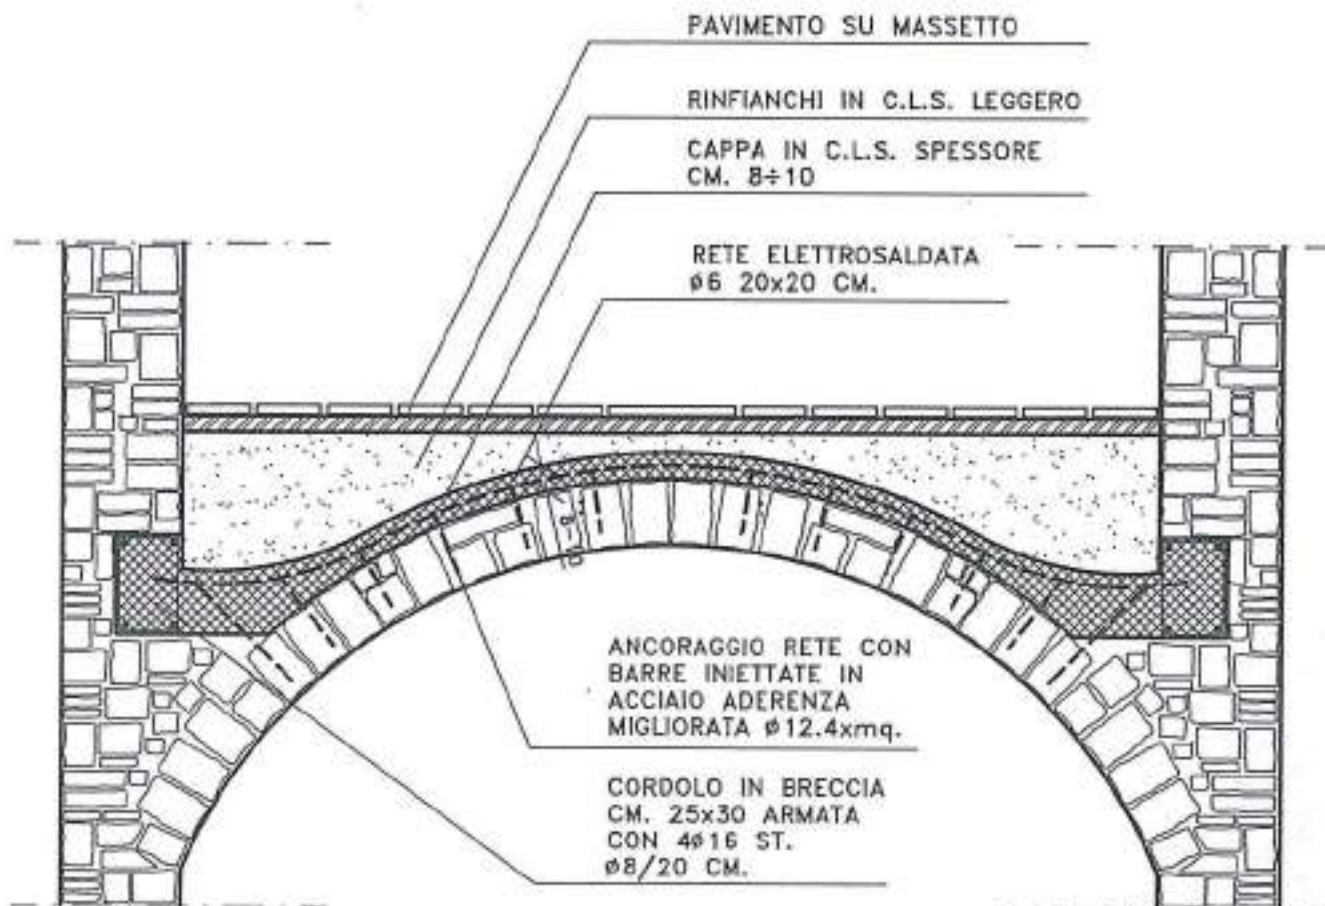 PAVIMENTO SU MASSETTO
RINFIANCHI IN C.L.S. LEGGERO
CAPPA IN C.L.S. SPESSORE
CM. 8÷10
RETE ELETTROSALDATA
ø6 20x20 CM.
ANCORAGGIO RETE CON
BARRE INIETTATE IN
ACCIAIO ADERENZA
MIGLIORATA ø12.4xmq.
CORDOLO IN BRECCIA
CM. 25x30 ARMATA
CON 4ø16 ST.
ø8/20 CM.